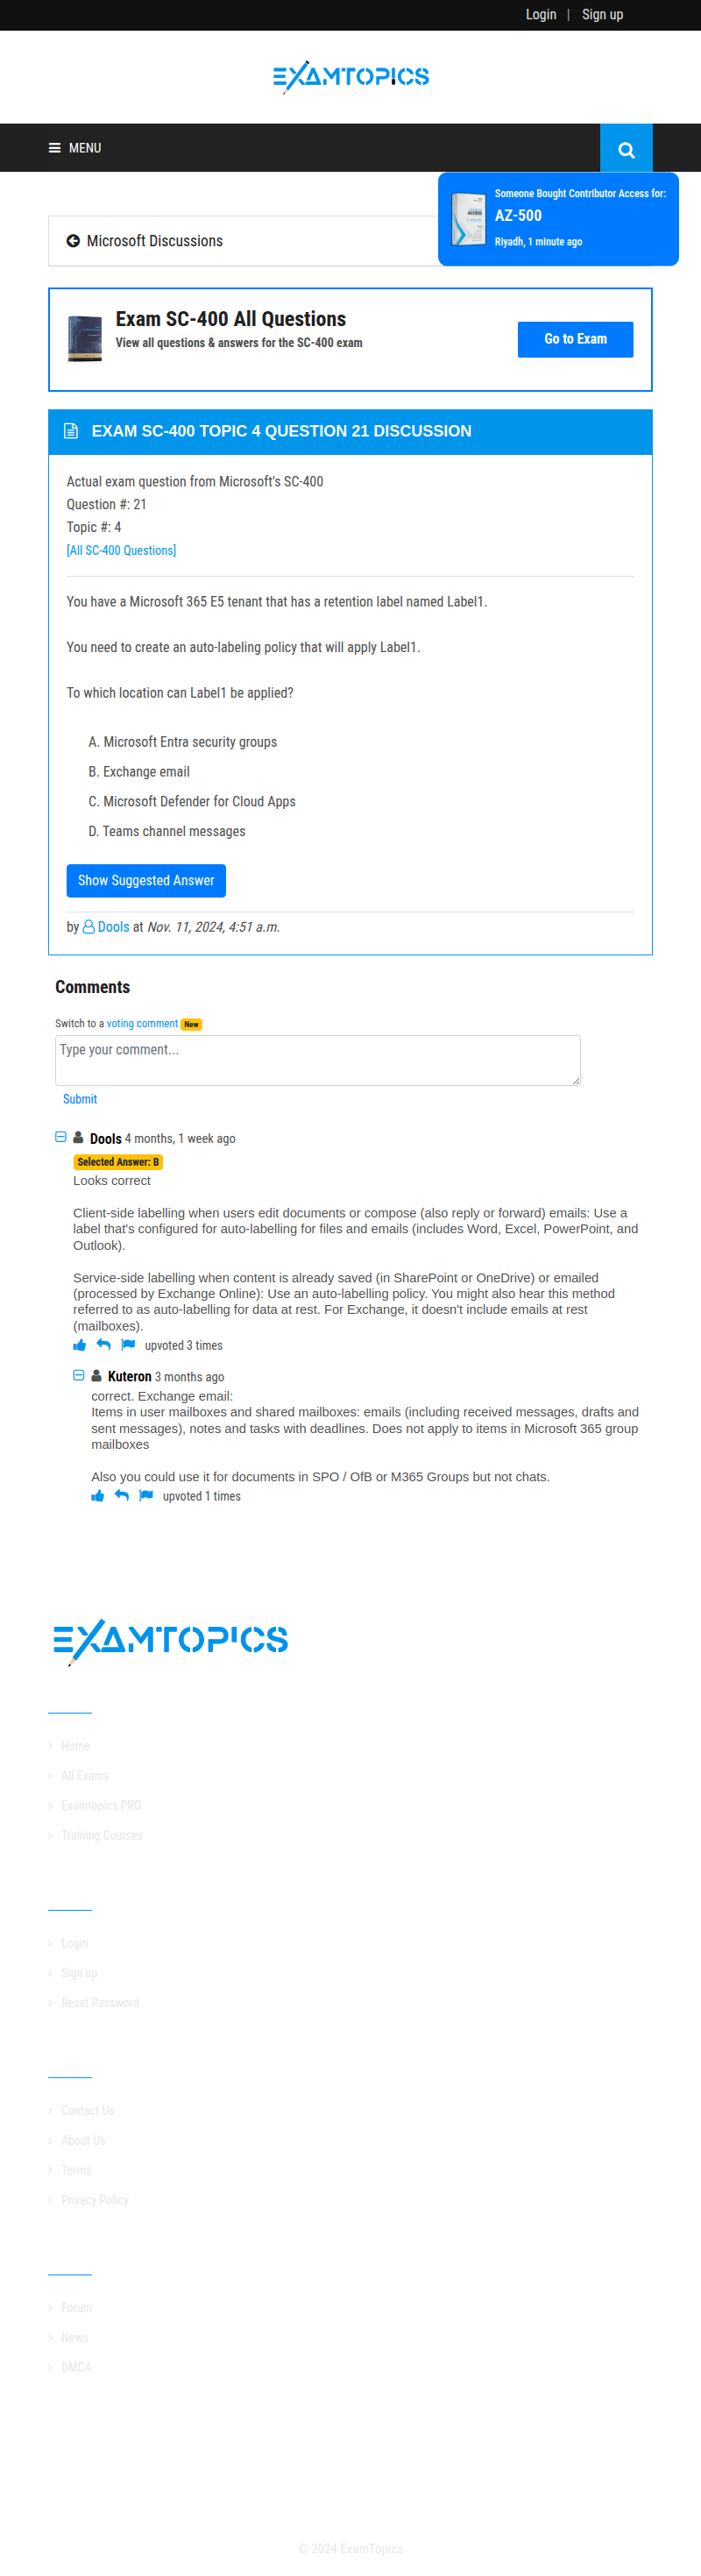 Login | Sign up
EXAMTOPICS
MENU
Someone Bought Contributor Access for:
AZ-500
Riyadh, 1 minute ago
Microsoft Discussions
Exam SC-400 All Questions
View all questions & answers for the SC-400 exam
Go to Exam
EXAM SC-400 TOPIC 4 QUESTION 21 DISCUSSION
Actual exam question from Microsoft's SC-400
Question #: 21
Topic #: 4
[All SC-400 Questions]
You have a Microsoft 365 E5 tenant that has a retention label named Label1.
You need to create an auto-labeling policy that will apply Label1.
To which location can Label1 be applied?
A. Microsoft Entra security groups
B. Exchange email
C. Microsoft Defender for Cloud Apps
D. Teams channel messages
Show Suggested Answer
by Dools at Nov. 11, 2024, 4:51 a.m.
Comments
Switch to a voting comment New
Type your comment...
Submit
Dools 4 months, 1 week ago
Selected Answer: B
Looks correct
Client-side labelling when users edit documents or compose (also reply or forward) emails: Use a
label that's configured for auto-labelling for files and emails (includes Word, Excel, PowerPoint, and
Outlook).
Service-side labelling when content is already saved (in SharePoint or OneDrive) or emailed
(processed by Exchange Online): Use an auto-labelling policy. You might also hear this method
referred to as auto-labelling for data at rest. For Exchange, it doesn't include emails at rest
(mailboxes).
upvoted 3 times
Kuteron 3 months ago
correct. Exchange email:
Items in user mailboxes and shared mailboxes: emails (including received messages, drafts and
sent messages), notes and tasks with deadlines. Does not apply to items in Microsoft 365 group
mailboxes
Also you could use it for documents in SPO / OfB or M365 Groups but not chats.
upvoted 1 times
EXAMTOPICS
Home
All Exams
Examtopics PRO
Training Courses
Login
Sign up
Reset Password
Contact Us
About Us
Terms
Privacy Policy
Forum
News
DMCA
© 2024 ExamTopics